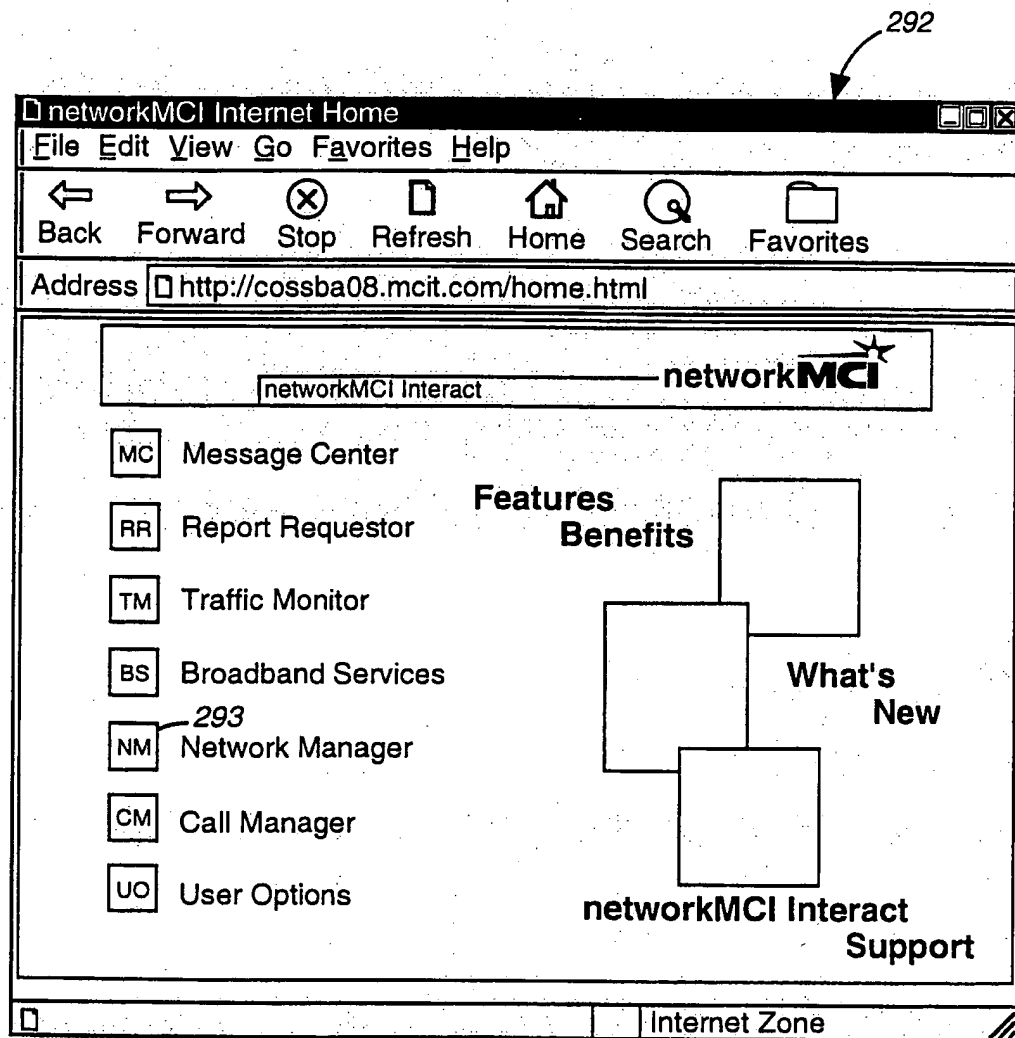 292
networkMCI Internet Home
File Edit View Go Favorites Help
Back Forward Stop Refresh Home Search Favorites
Address http://cossba08.mcit.com/home.html
networkMCI Interact
networkMCI
MC Message Center
RR Report Requestor
TM Traffic Monitor
BS Broadband Services
293
NM Network Manager
CM Call Manager
UO User Options
Features
Benefits
What's
New
networkMCI Interact
Support
Internet Zone